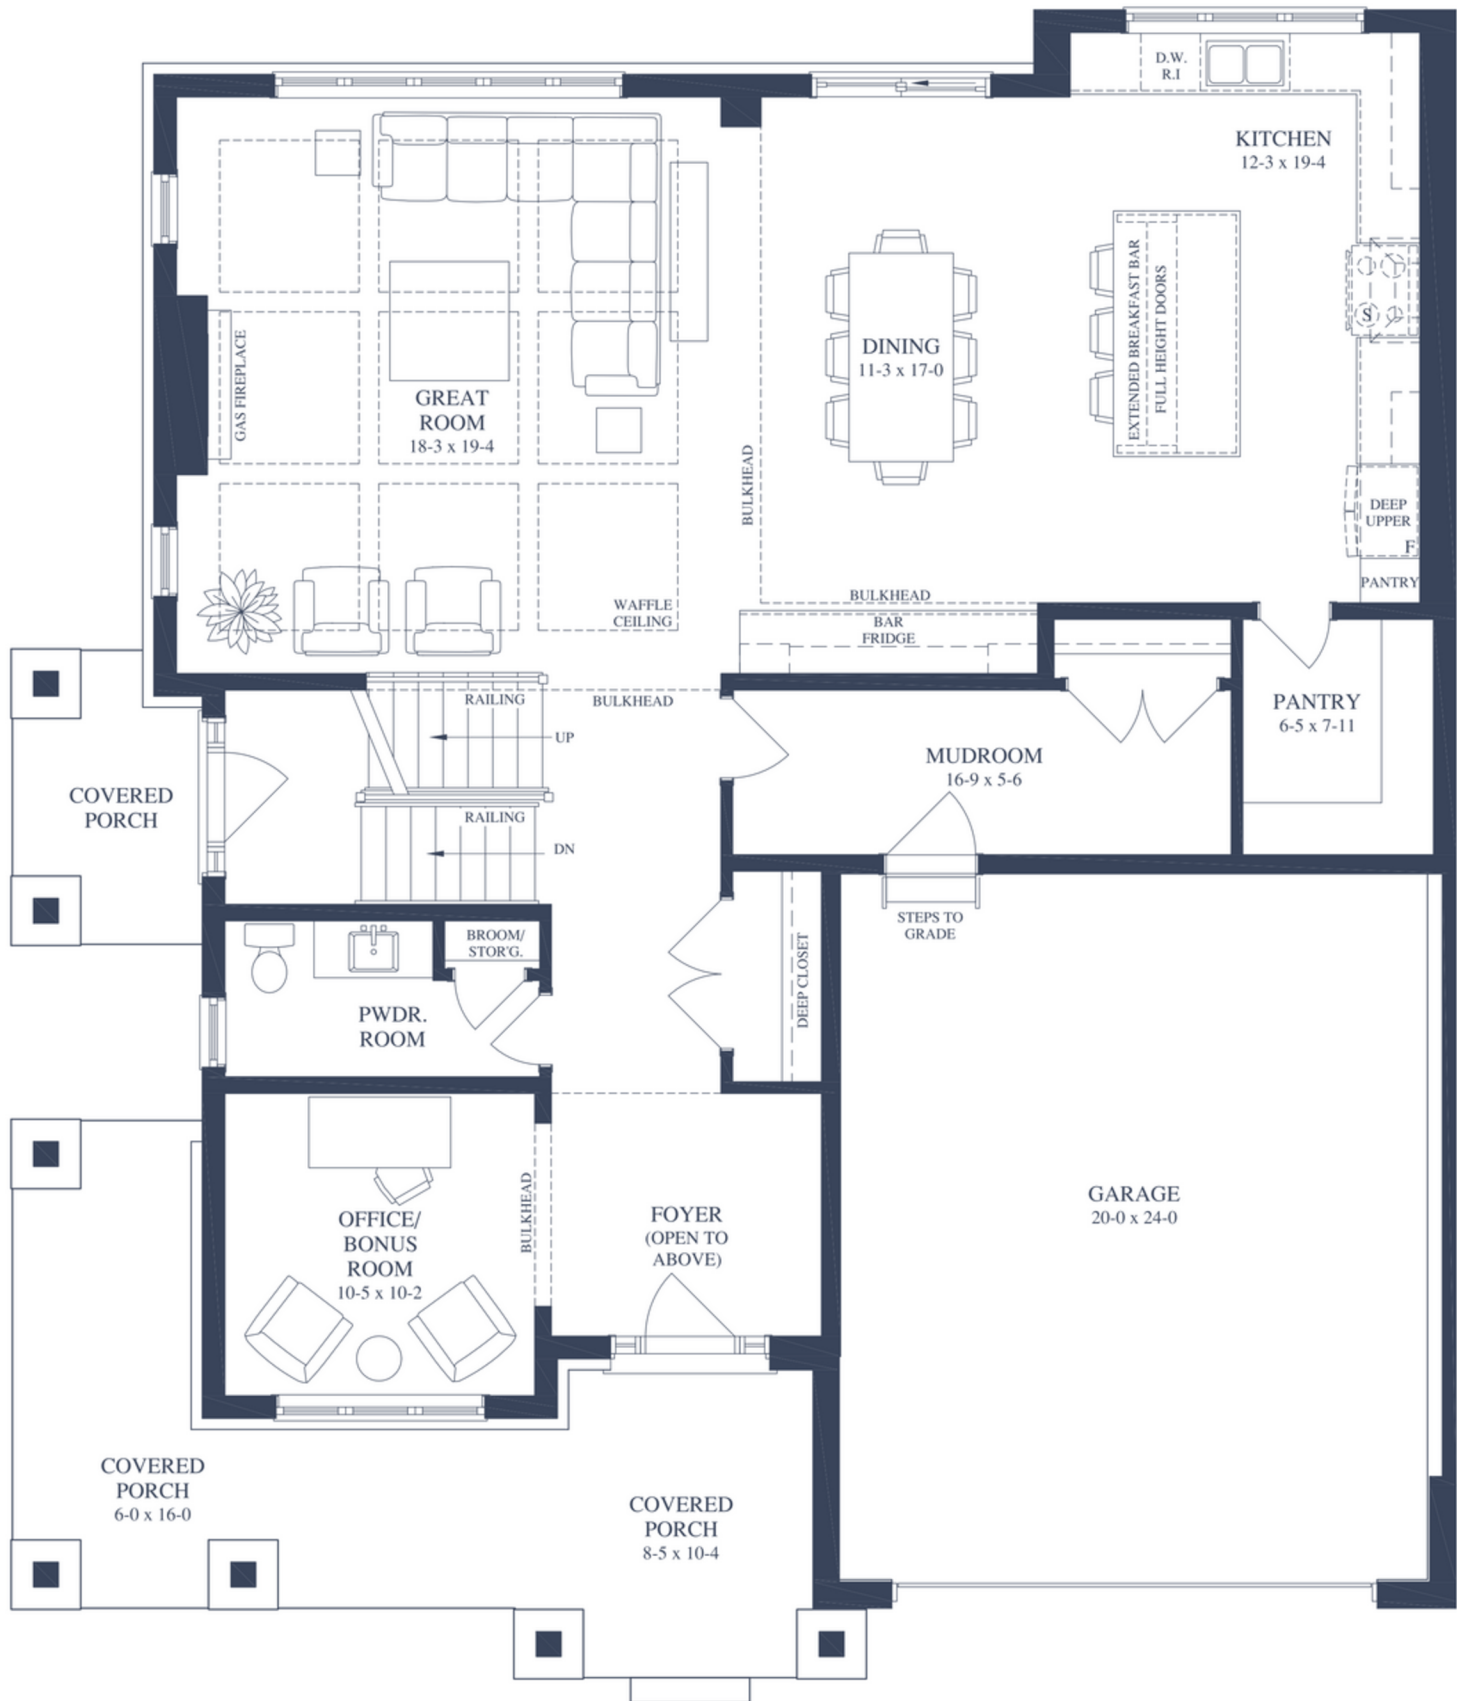 D.W.
R.I
KITCHEN
12-3 x 19-4
EXTENDED BREAKFAST BAR
FULL HEIGHT DOORS
S
DINING
11-3 x 17-0
GAS FIREPLACE
GREAT
ROOM
18-3 x 19-4
BULKHEAD
DEEP
UPPER
F
PANTRY
WAFFLE
CEILING
BULKHEAD
BAR
FRIDGE
RAILING
BULKHEAD
UP
PANTRY
6-5 x 7-11
MUDROOM
16-9 x 5-6
COVERED
PORCH
RAILING
DN
STEPS TO
GRADE
BROOM/
STOR'G.
DEEP CLOSET
PWDR.
ROOM
GARAGE
20-0 x 24-0
OFFICE/
BONUS
ROOM
10-5 x 10-2
BULKHEAD
FOYER
(OPEN TO
ABOVE)
COVERED
PORCH
6-0 x 16-0
COVERED
PORCH
8-5 x 10-4